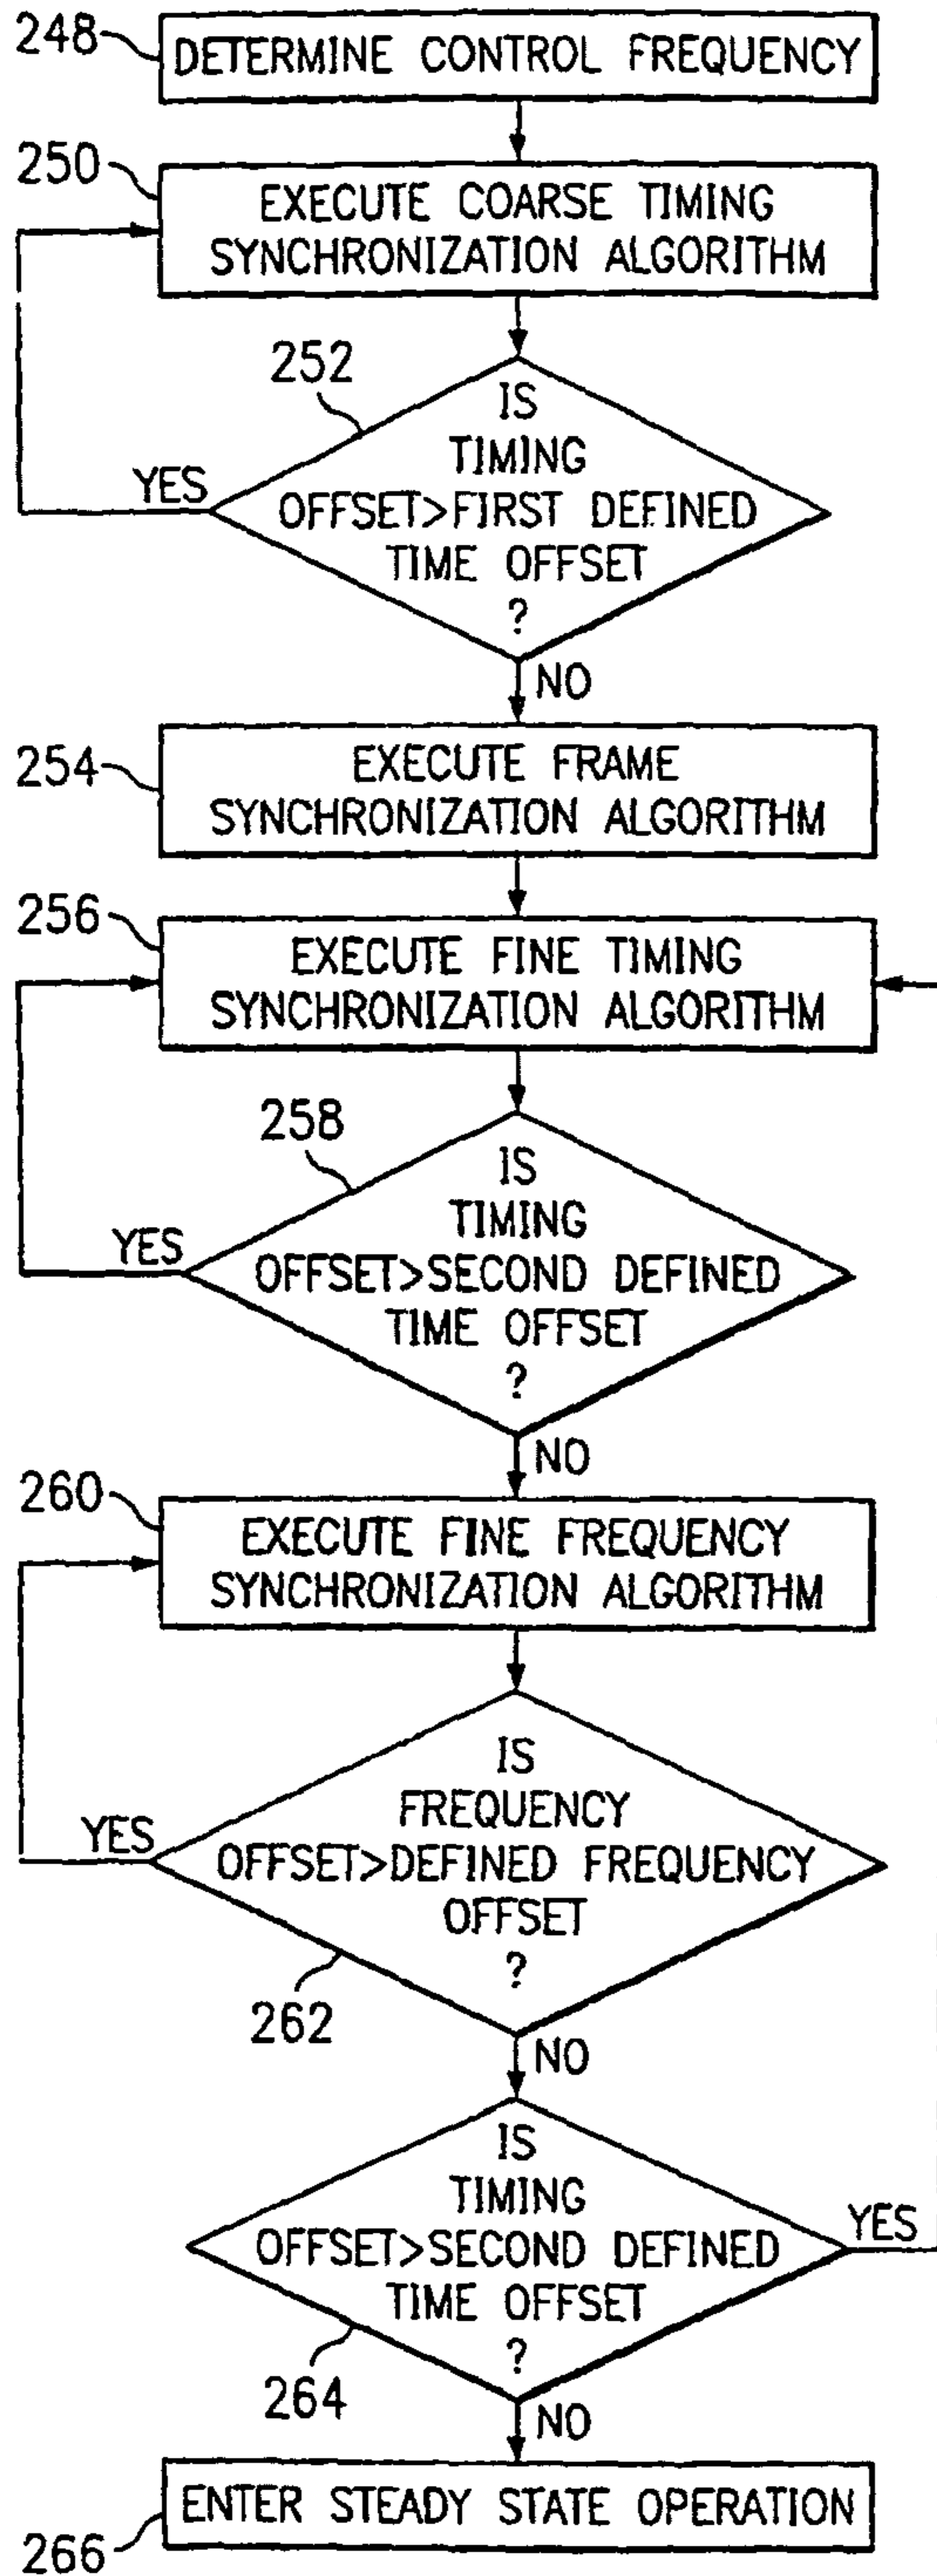 248
DETERMINE CONTROL FREQUENCY
250
EXECUTE COARSE TIMING
SYNCHRONIZATION ALGORITHM
252
IS
TIMING
OFFSET>FIRST DEFINED
TIME OFFSET
?
YES
NO
254
EXECUTE FRAME
SYNCHRONIZATION ALGORITHM
256
EXECUTE FINE TIMING
SYNCHRONIZATION ALGORITHM
258
IS
TIMING
OFFSET>SECOND DEFINED
TIME OFFSET
?
YES
NO
260
EXECUTE FINE FREQUENCY
SYNCHRONIZATION ALGORITHM
IS
FREQUENCY
OFFSET>DEFINED FREQUENCY
OFFSET
?
YES
262
NO
IS
TIMING
OFFSET>SECOND DEFINED
TIME OFFSET
?
YES
264
NO
ENTER STEADY STATE OPERATION
266